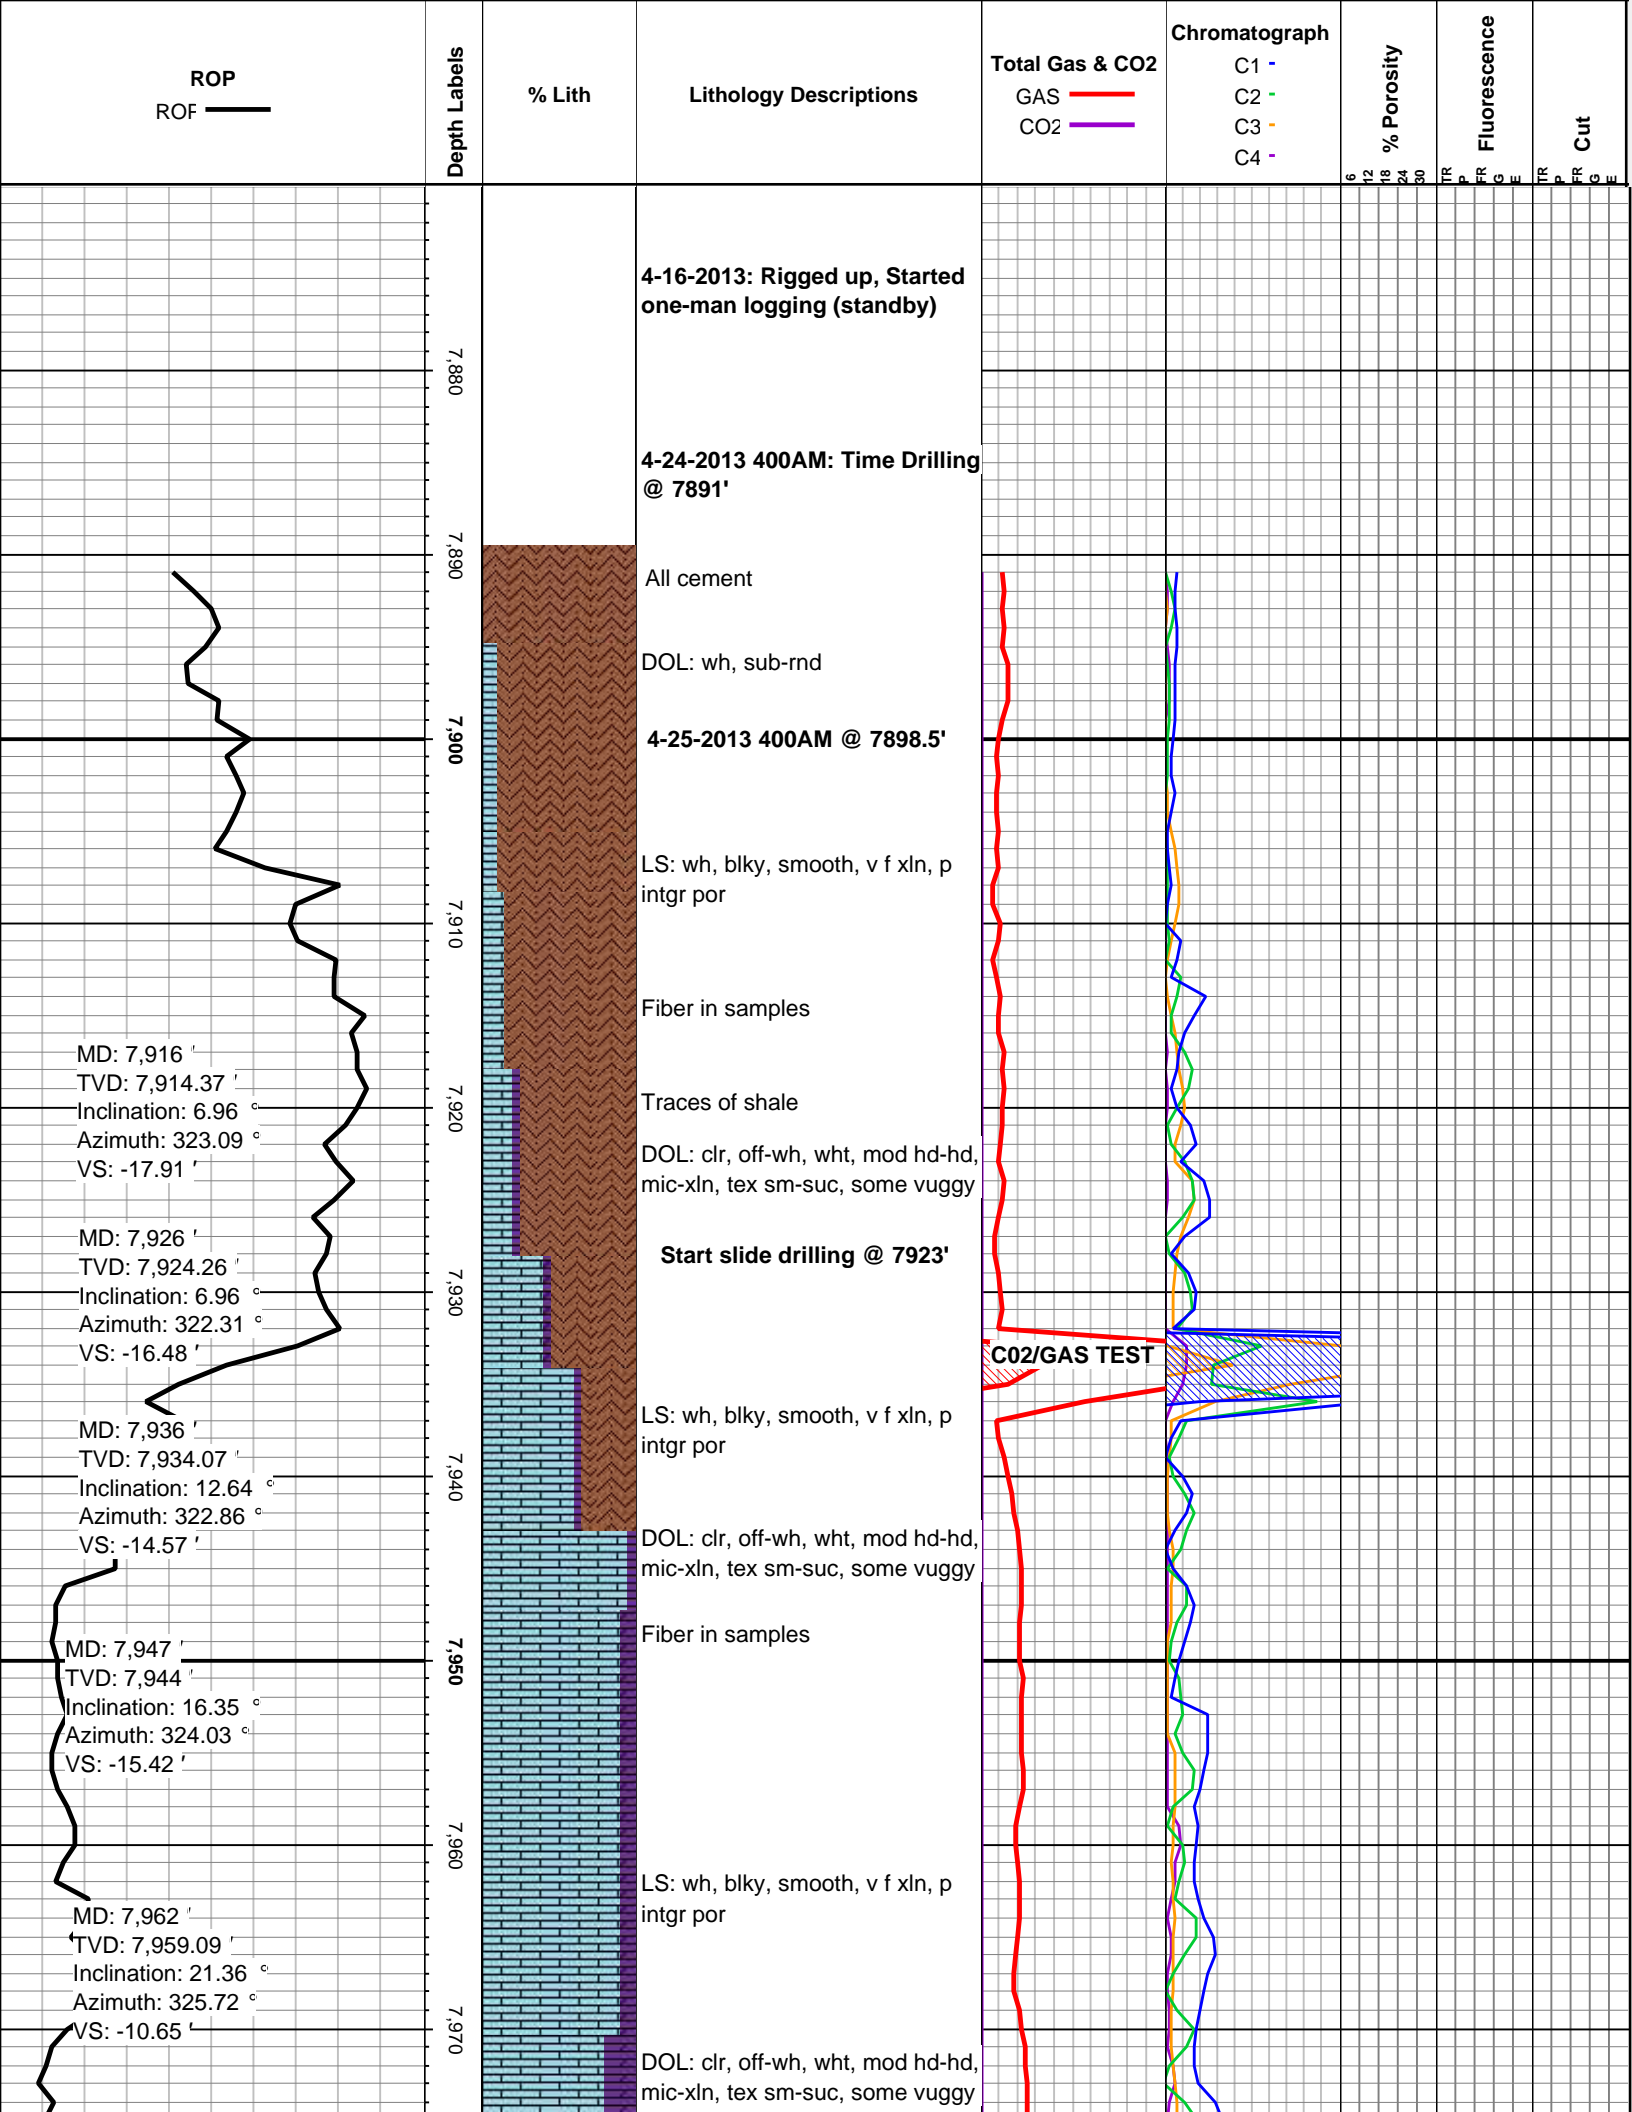 ROP
ROP
Depth Labels
% Lith
Lithology Descriptions
Total Gas & CO2
GAS
CO2
Chromatograph
C1
C2
C3
C4
% Porosity
6 12 18 24 30
Fluorescence
TR P FR G E
Cut
TR P FR G E
4-16-2013: Rigged up, Started
one-man logging (standby)
7,880
4-24-2013 400AM: Time Drilling
@ 7891'
7,890
All cement
DOL: wh, sub-rnd
7,900
4-25-2013 400AM @ 7898.5'
LS: wh, blky, smooth, v f xln, p
intgr por
7,910
Fiber in samples
MD: 7,916 '
TVD: 7,914.37 '
Inclination: 6.96 °
Azimuth: 323.09 °
VS: -17.91 '
7,920
Traces of shale
DOL: clr, off-wh, wht, mod hd-hd,
mic-xln, tex sm-suc, some vuggy
MD: 7,926 '
TVD: 7,924.26 '
Inclination: 6.96 °
Azimuth: 322.31 °
VS: -16.48 '
Start slide drilling @ 7923'
7,930
C02/GAS TEST
MD: 7,936 '
TVD: 7,934.07 '
Inclination: 12.64 °
Azimuth: 322.86 °
VS: -14.57 '
LS: wh, blky, smooth, v f xln, p
intgr por
7,940
DOL: clr, off-wh, wht, mod hd-hd,
mic-xln, tex sm-suc, some vuggy
Fiber in samples
MD: 7,947 '
TVD: 7,944 '
Inclination: 16.35 °
Azimuth: 324.03 °
VS: -15.42 '
7,950
7,960
LS: wh, blky, smooth, v f xln, p
intgr por
MD: 7,962 '
TVD: 7,959.09 '
Inclination: 21.36 °
Azimuth: 325.72 °
VS: -10.65 '
7,970
DOL: clr, off-wh, wht, mod hd-hd,
mic-xln, tex sm-suc, some vuggy